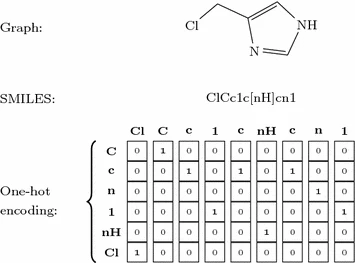 Graph:
Cl
NH
N
SMILES:
ClCc1c[nH]cn1
Cl C c 1 c nH c n 1
C 0 1 0 0 0 0 0 0 0
c 0 0 1 0 1 0 1 0 0
One-hot
encoding:
n 0 0 0 0 0 0 0 1 0
1 0 0 0 1 0 0 0 0 1
nH 0 0 0 0 0 1 0 0 0
Cl 1 0 0 0 0 0 0 0 0